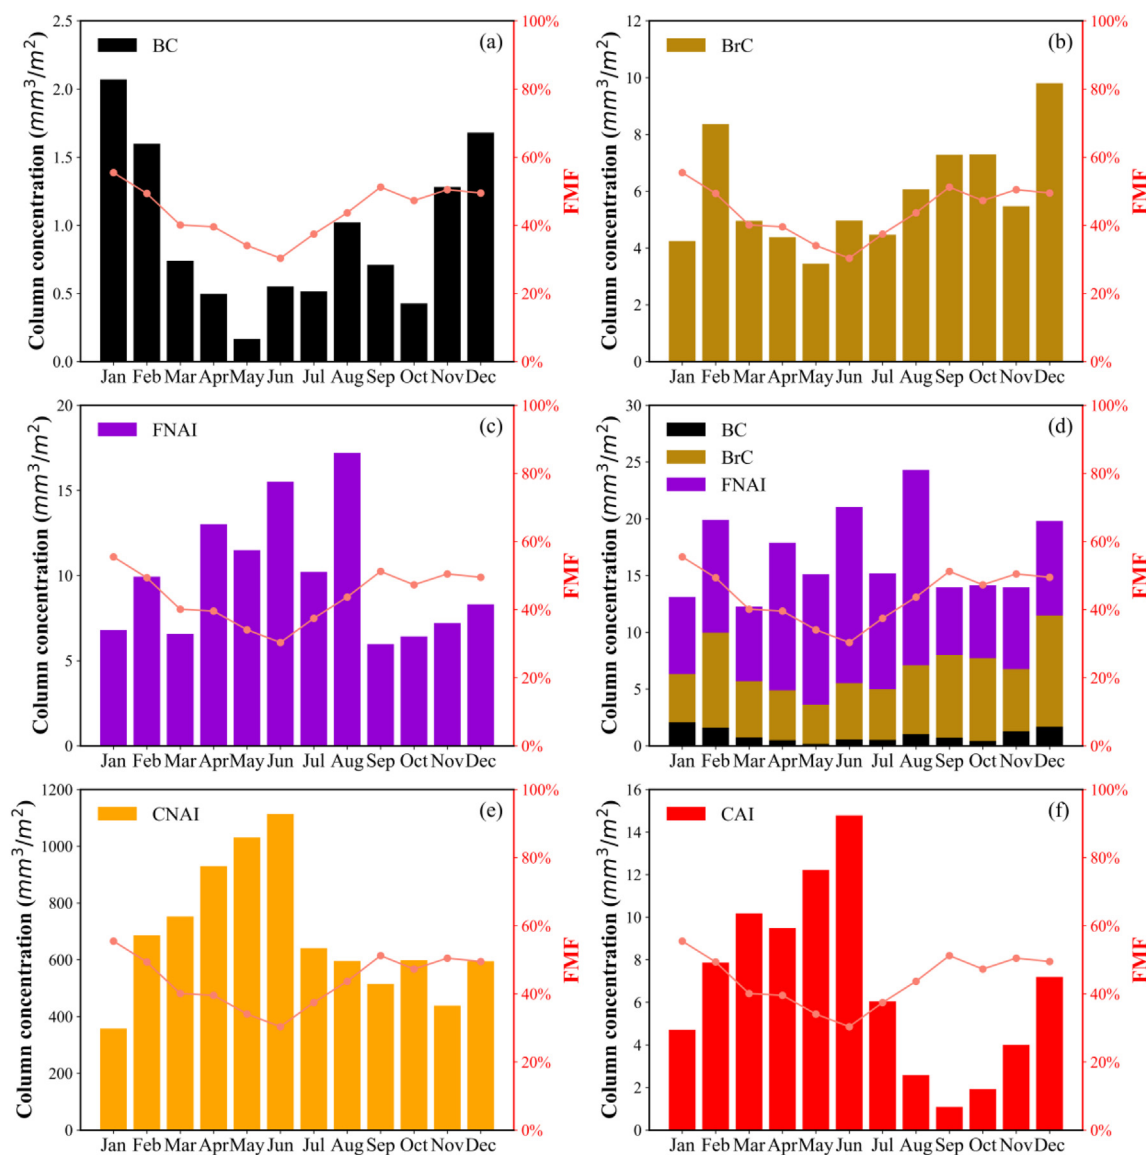 BC
(a)
2.5
2.0
1.5
1.0
0.5
0.0
Column concentration (mm³/m²)
100%
80%
60%
40%
20%
0%
FMF
Jan Feb Mar Apr May Jun Jul Aug Sep Oct Nov Dec
BrC
(b)
12
10
8
6
4
2
0
Column concentration (mm³/m²)
100%
80%
60%
40%
20%
0%
FMF
Jan Feb Mar Apr May Jun Jul Aug Sep Oct Nov Dec
FNAI
(c)
20
15
10
5
0
Column concentration (mm³/m²)
100%
80%
60%
40%
20%
0%
FMF
Jan Feb Mar Apr May Jun Jul Aug Sep Oct Nov Dec
BC
BrC
FNAI
(d)
30
25
20
15
10
5
0
Column concentration (mm³/m²)
100%
80%
60%
40%
20%
0%
FMF
Jan Feb Mar Apr May Jun Jul Aug Sep Oct Nov Dec
CNAI
(e)
1200
1000
800
600
400
200
0
Column concentration (mm³/m²)
100%
80%
60%
40%
20%
0%
FMF
Jan Feb Mar Apr May Jun Jul Aug Sep Oct Nov Dec
CAI
(f)
16
14
12
10
8
6
4
2
0
Column concentration (mm³/m²)
100%
80%
60%
40%
20%
0%
FMF
Jan Feb Mar Apr May Jun Jul Aug Sep Oct Nov Dec